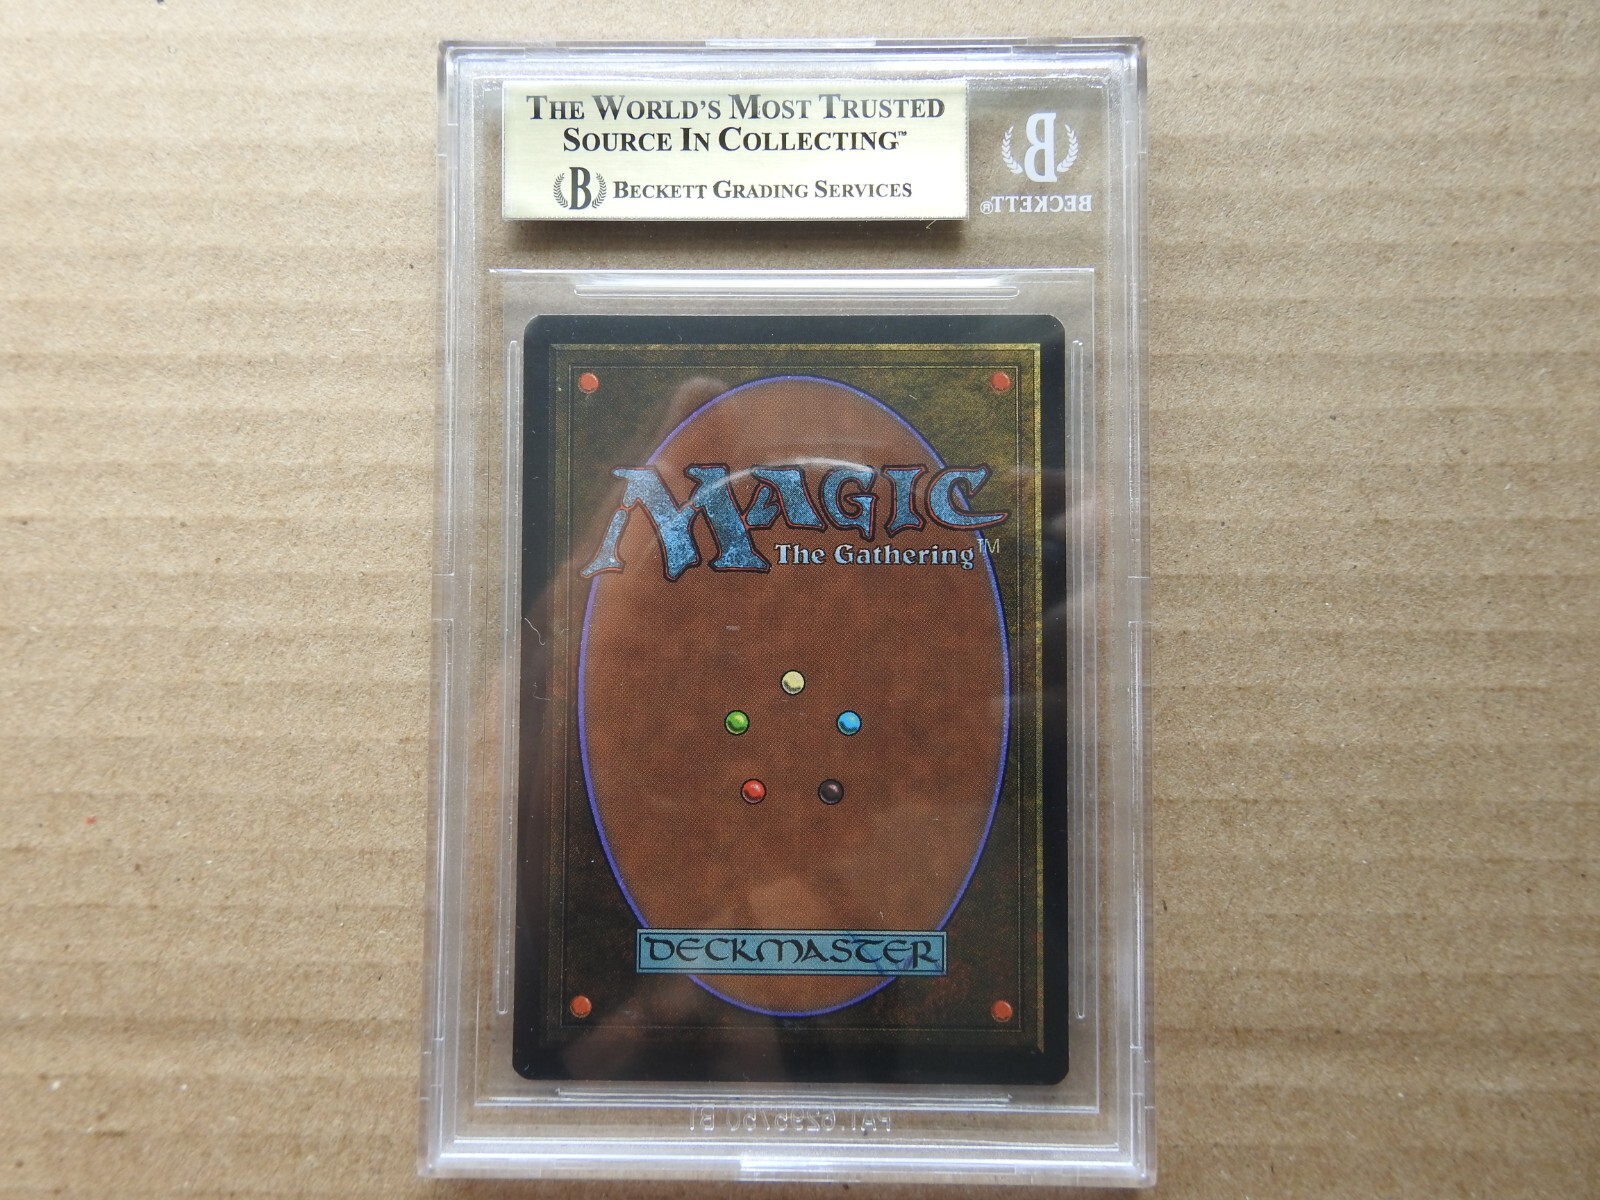 THE WORLD'S MOST TRUSTED
SOURCE IN COLLECTING™
B BECKETT GRADING SERVICES
B
BECKETT®
MAGIC
The Gathering™
DECKMASTER